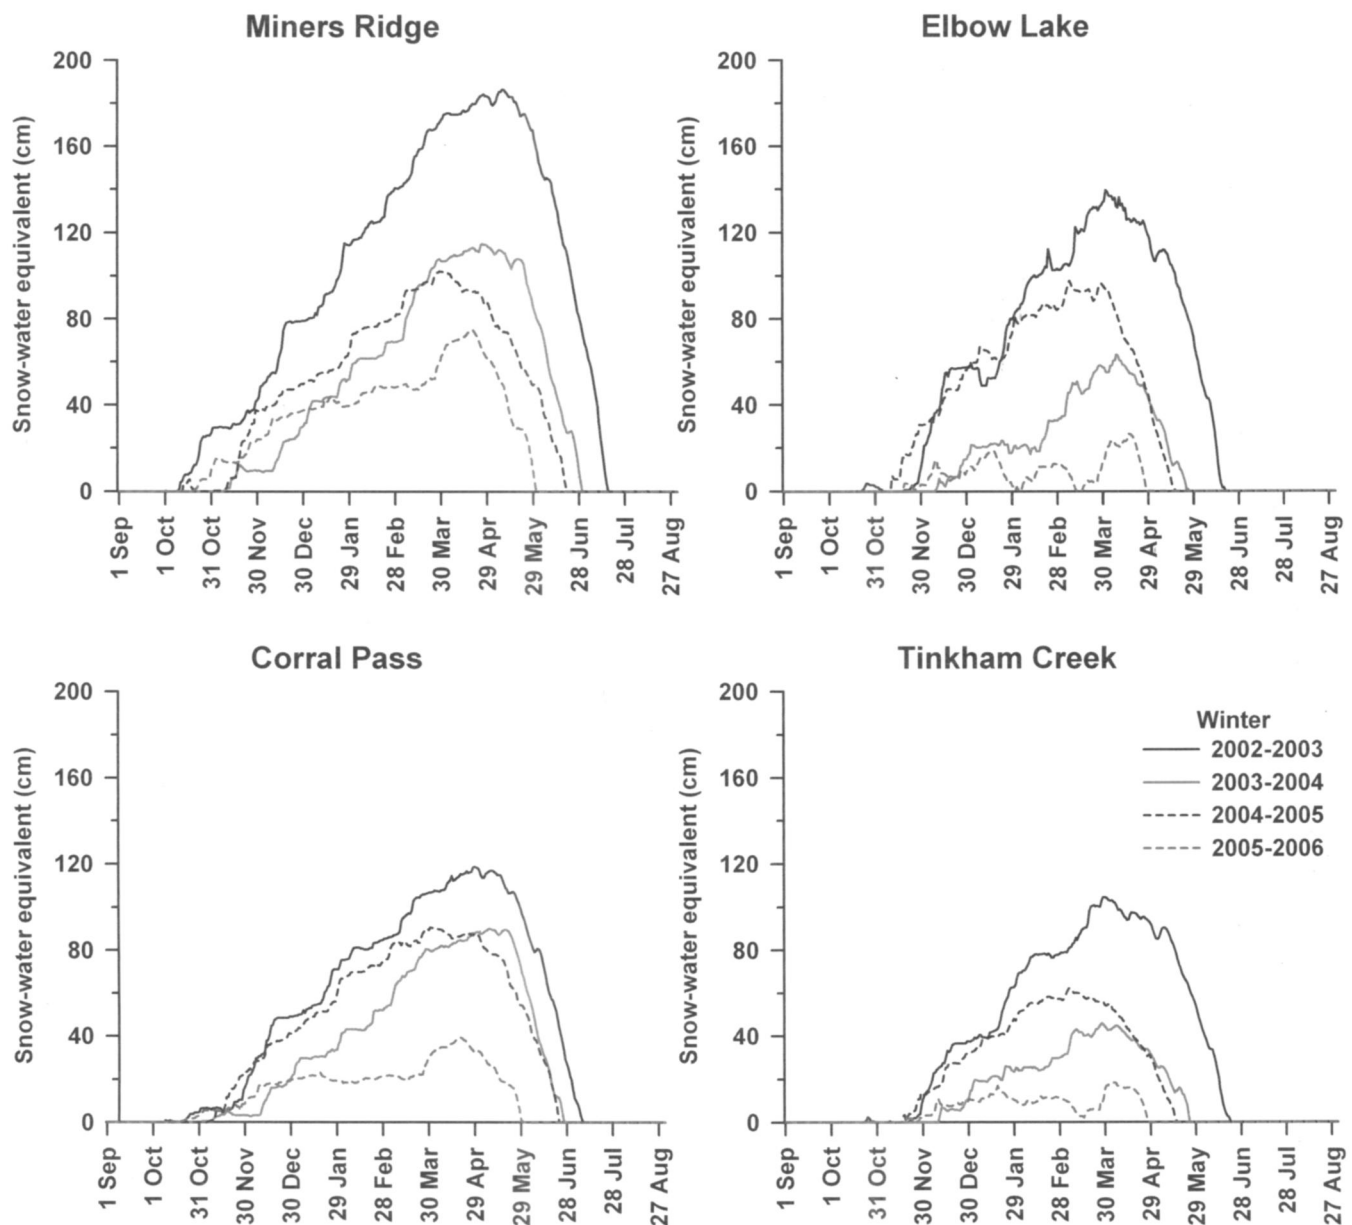 Miners Ridge
Snow-water equivalent (cm)
200
160
120
80
40
0
1 Sep
1 Oct
31 Oct
30 Nov
30 Dec
29 Jan
28 Feb
30 Mar
29 Apr
29 May
28 Jun
28 Jul
27 Aug
Elbow Lake
Snow-water equivalent (cm)
200
160
120
80
40
0
1 Sep
1 Oct
31 Oct
30 Nov
30 Dec
29 Jan
28 Feb
30 Mar
29 Apr
29 May
28 Jun
28 Jul
27 Aug
Corral Pass
Snow-water equivalent (cm)
200
160
120
80
40
0
1 Sep
1 Oct
31 Oct
30 Nov
30 Dec
29 Jan
28 Feb
30 Mar
29 Apr
29 May
28 Jun
28 Jul
27 Aug
Tinkham Creek
Snow-water equivalent (cm)
200
160
120
80
40
0
Winter
2002-2003
2003-2004
2004-2005
2005-2006
1 Sep
1 Oct
31 Oct
30 Nov
30 Dec
29 Jan
28 Feb
30 Mar
29 Apr
29 May
28 Jun
28 Jul
27 Aug